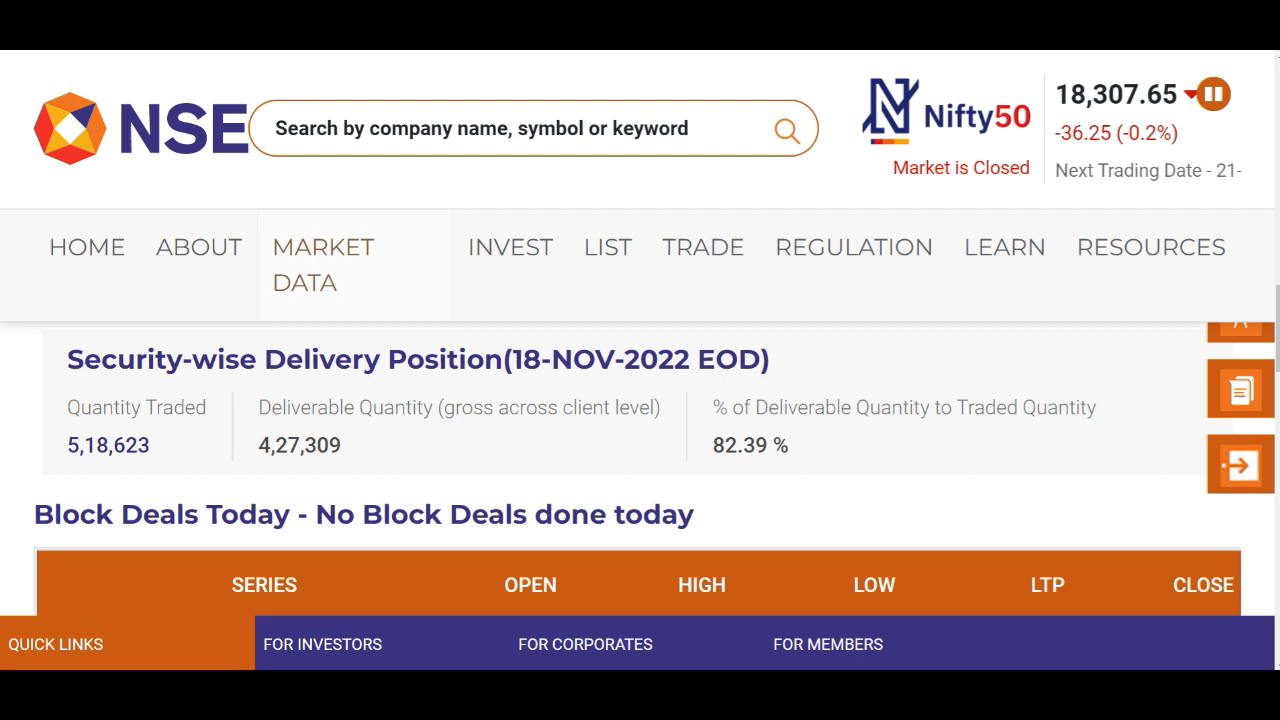 NSE
Search by company name, symbol or keyword
Nifty50
Market is Closed
18,307.65
-36.25 (-0.2%)
Next Trading Date - 21-
HOME
ABOUT
MARKET
DATA
INVEST
LIST
TRADE
REGULATION
LEARN
RESOURCES
Security-wise Delivery Position(18-NOV-2022 EOD)
Quantity Traded
5,18,623
Deliverable Quantity (gross across client level)
4,27,309
% of Deliverable Quantity to Traded Quantity
82.39 %
Block Deals Today - No Block Deals done today
SERIES OPEN HIGH LOW LTP CLOSE
QUICK LINKS
FOR INVESTORS
FOR CORPORATES
FOR MEMBERS